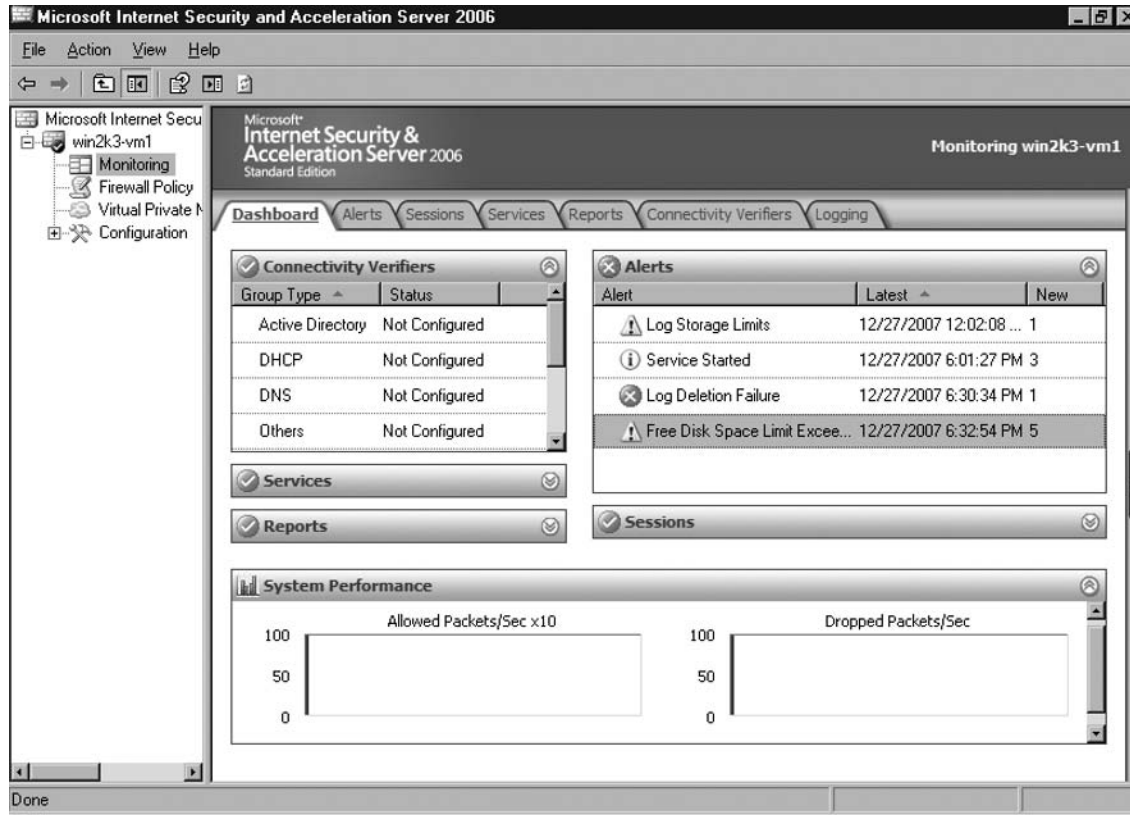 Microsoft Internet Security and Acceleration Server 2006
File Action View Help
Microsoft Internet Secu
win2k3-vm1
Monitoring
Firewall Policy
Virtual Private N
Configuration
Microsoft®
Internet Security &
Acceleration Server 2006
Standard Edition
Monitoring win2k3-vm1
Dashboard Alerts Sessions Services Reports Connectivity Verifiers Logging
Connectivity Verifiers
Group Type Status
Active Directory Not Configured
DHCP Not Configured
DNS Not Configured
Others Not Configured
Services
Reports
Alerts
Alert Latest New
Log Storage Limits 12/27/2007 12:02:08 ... 1
Service Started 12/27/2007 6:01:27 PM 3
Log Deletion Failure 12/27/2007 6:30:34 PM 1
Free Disk Space Limit Excee... 12/27/2007 6:32:54 PM 5
Sessions
System Performance
Allowed Packets/Sec x10
100
50
0
Dropped Packets/Sec
100
50
0
Done